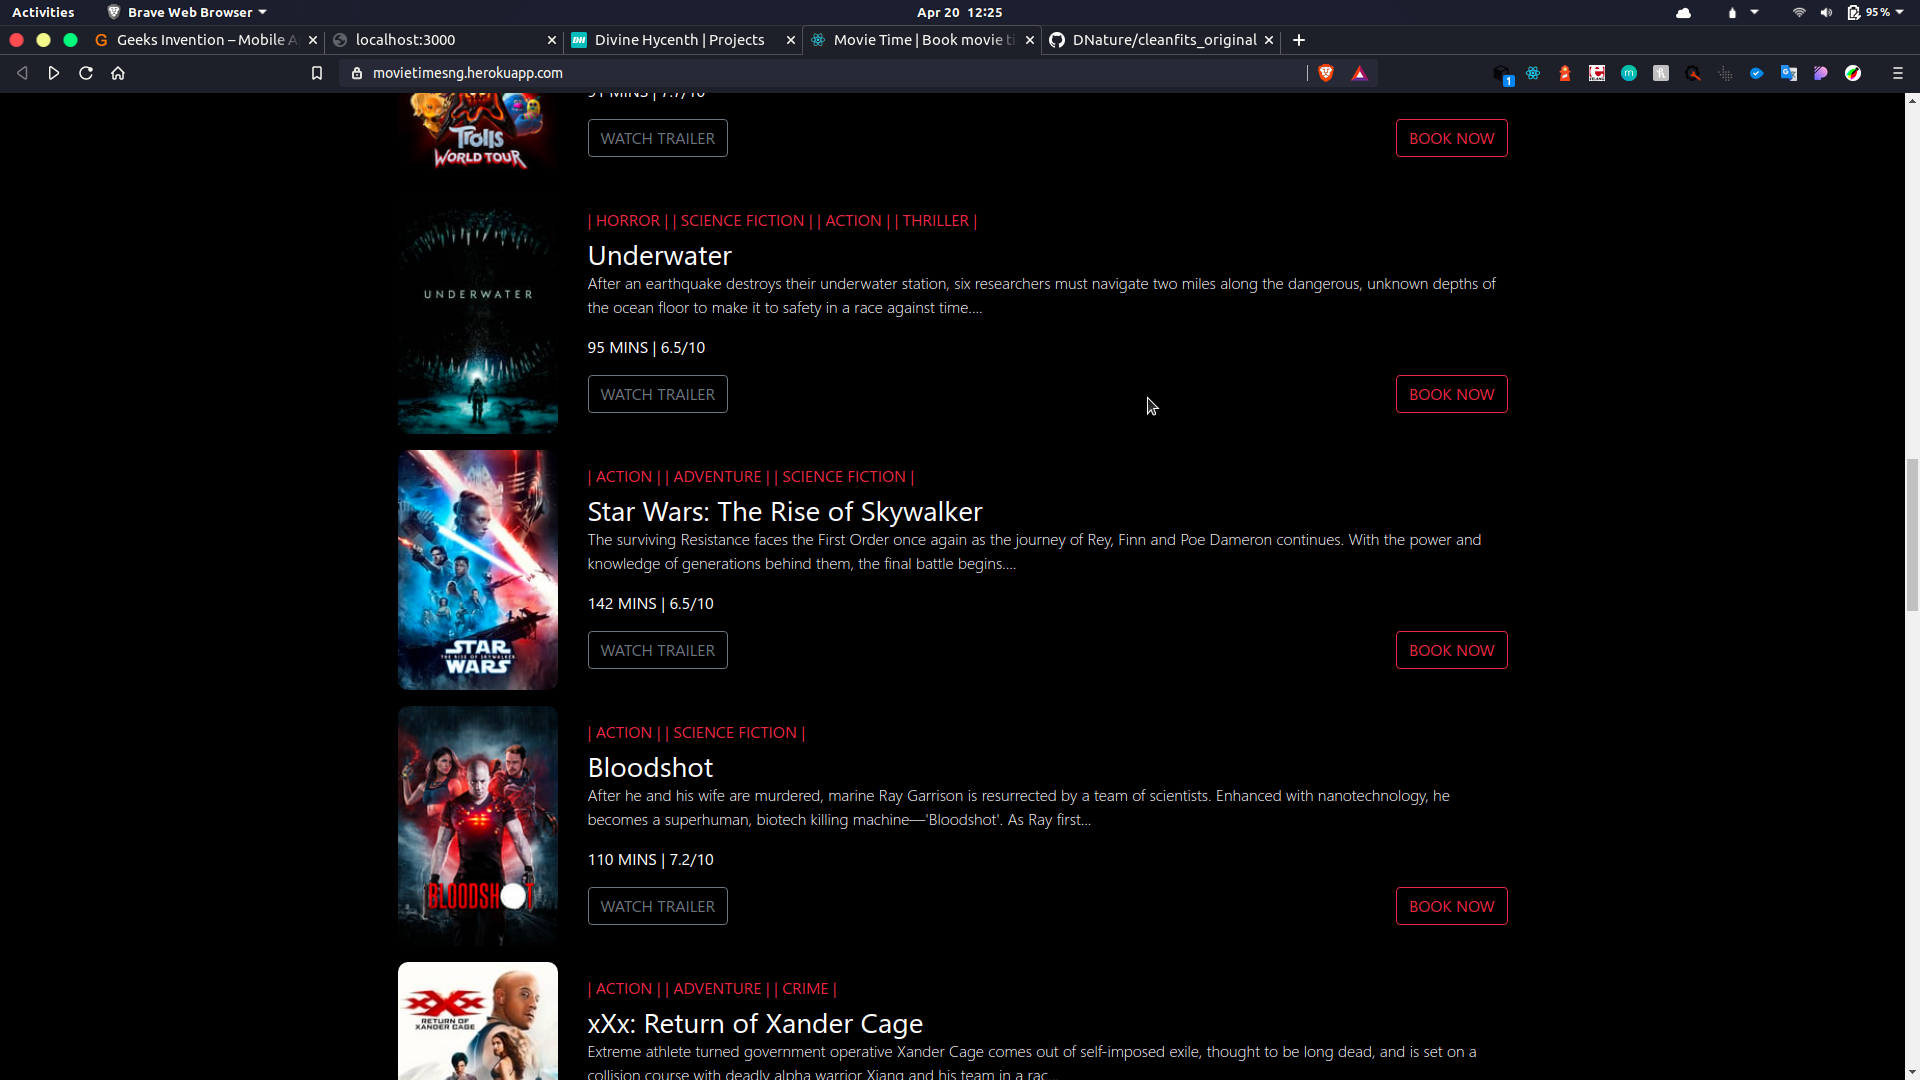 Activities
Brave Web Browser
Apr 20 12:25
95 %
Geeks Invention – Mobile A
localhost:3000
Divine Hycenth | Projects
Movie Time | Book movie ti
DNature/cleanfits_original
movietimesng.herokuapp.com
1
91 MINS | 7.7/10
Trolls
WORLD TOUR
WATCH TRAILER
BOOK NOW
UNDERWATER
| HORROR | | SCIENCE FICTION | | ACTION | | THRILLER |
Underwater
After an earthquake destroys their underwater station, six researchers must navigate two miles along the dangerous, unknown depths of
the ocean floor to make it to safety in a race against time....
95 MINS | 6.5/10
WATCH TRAILER
BOOK NOW
STAR
THE RISE OF SKYWALKER
WARS
| ACTION | | ADVENTURE | | SCIENCE FICTION |
Star Wars: The Rise of Skywalker
The surviving Resistance faces the First Order once again as the journey of Rey, Finn and Poe Dameron continues. With the power and
knowledge of generations behind them, the final battle begins....
142 MINS | 6.5/10
WATCH TRAILER
BOOK NOW
BLOODSHOT
| ACTION | | SCIENCE FICTION |
Bloodshot
After he and his wife are murdered, marine Ray Garrison is resurrected by a team of scientists. Enhanced with nanotechnology, he
becomes a superhuman, biotech killing machine—'Bloodshot'. As Ray first...
110 MINS | 7.2/10
WATCH TRAILER
BOOK NOW
xXx
RETURN OF
XANDER CAGE
| ACTION | | ADVENTURE | | CRIME |
xXx: Return of Xander Cage
Extreme athlete turned government operative Xander Cage comes out of self-imposed exile, thought to be long dead, and is set on a
collision course with deadly alpha warrior Xiang and his team in a rac...